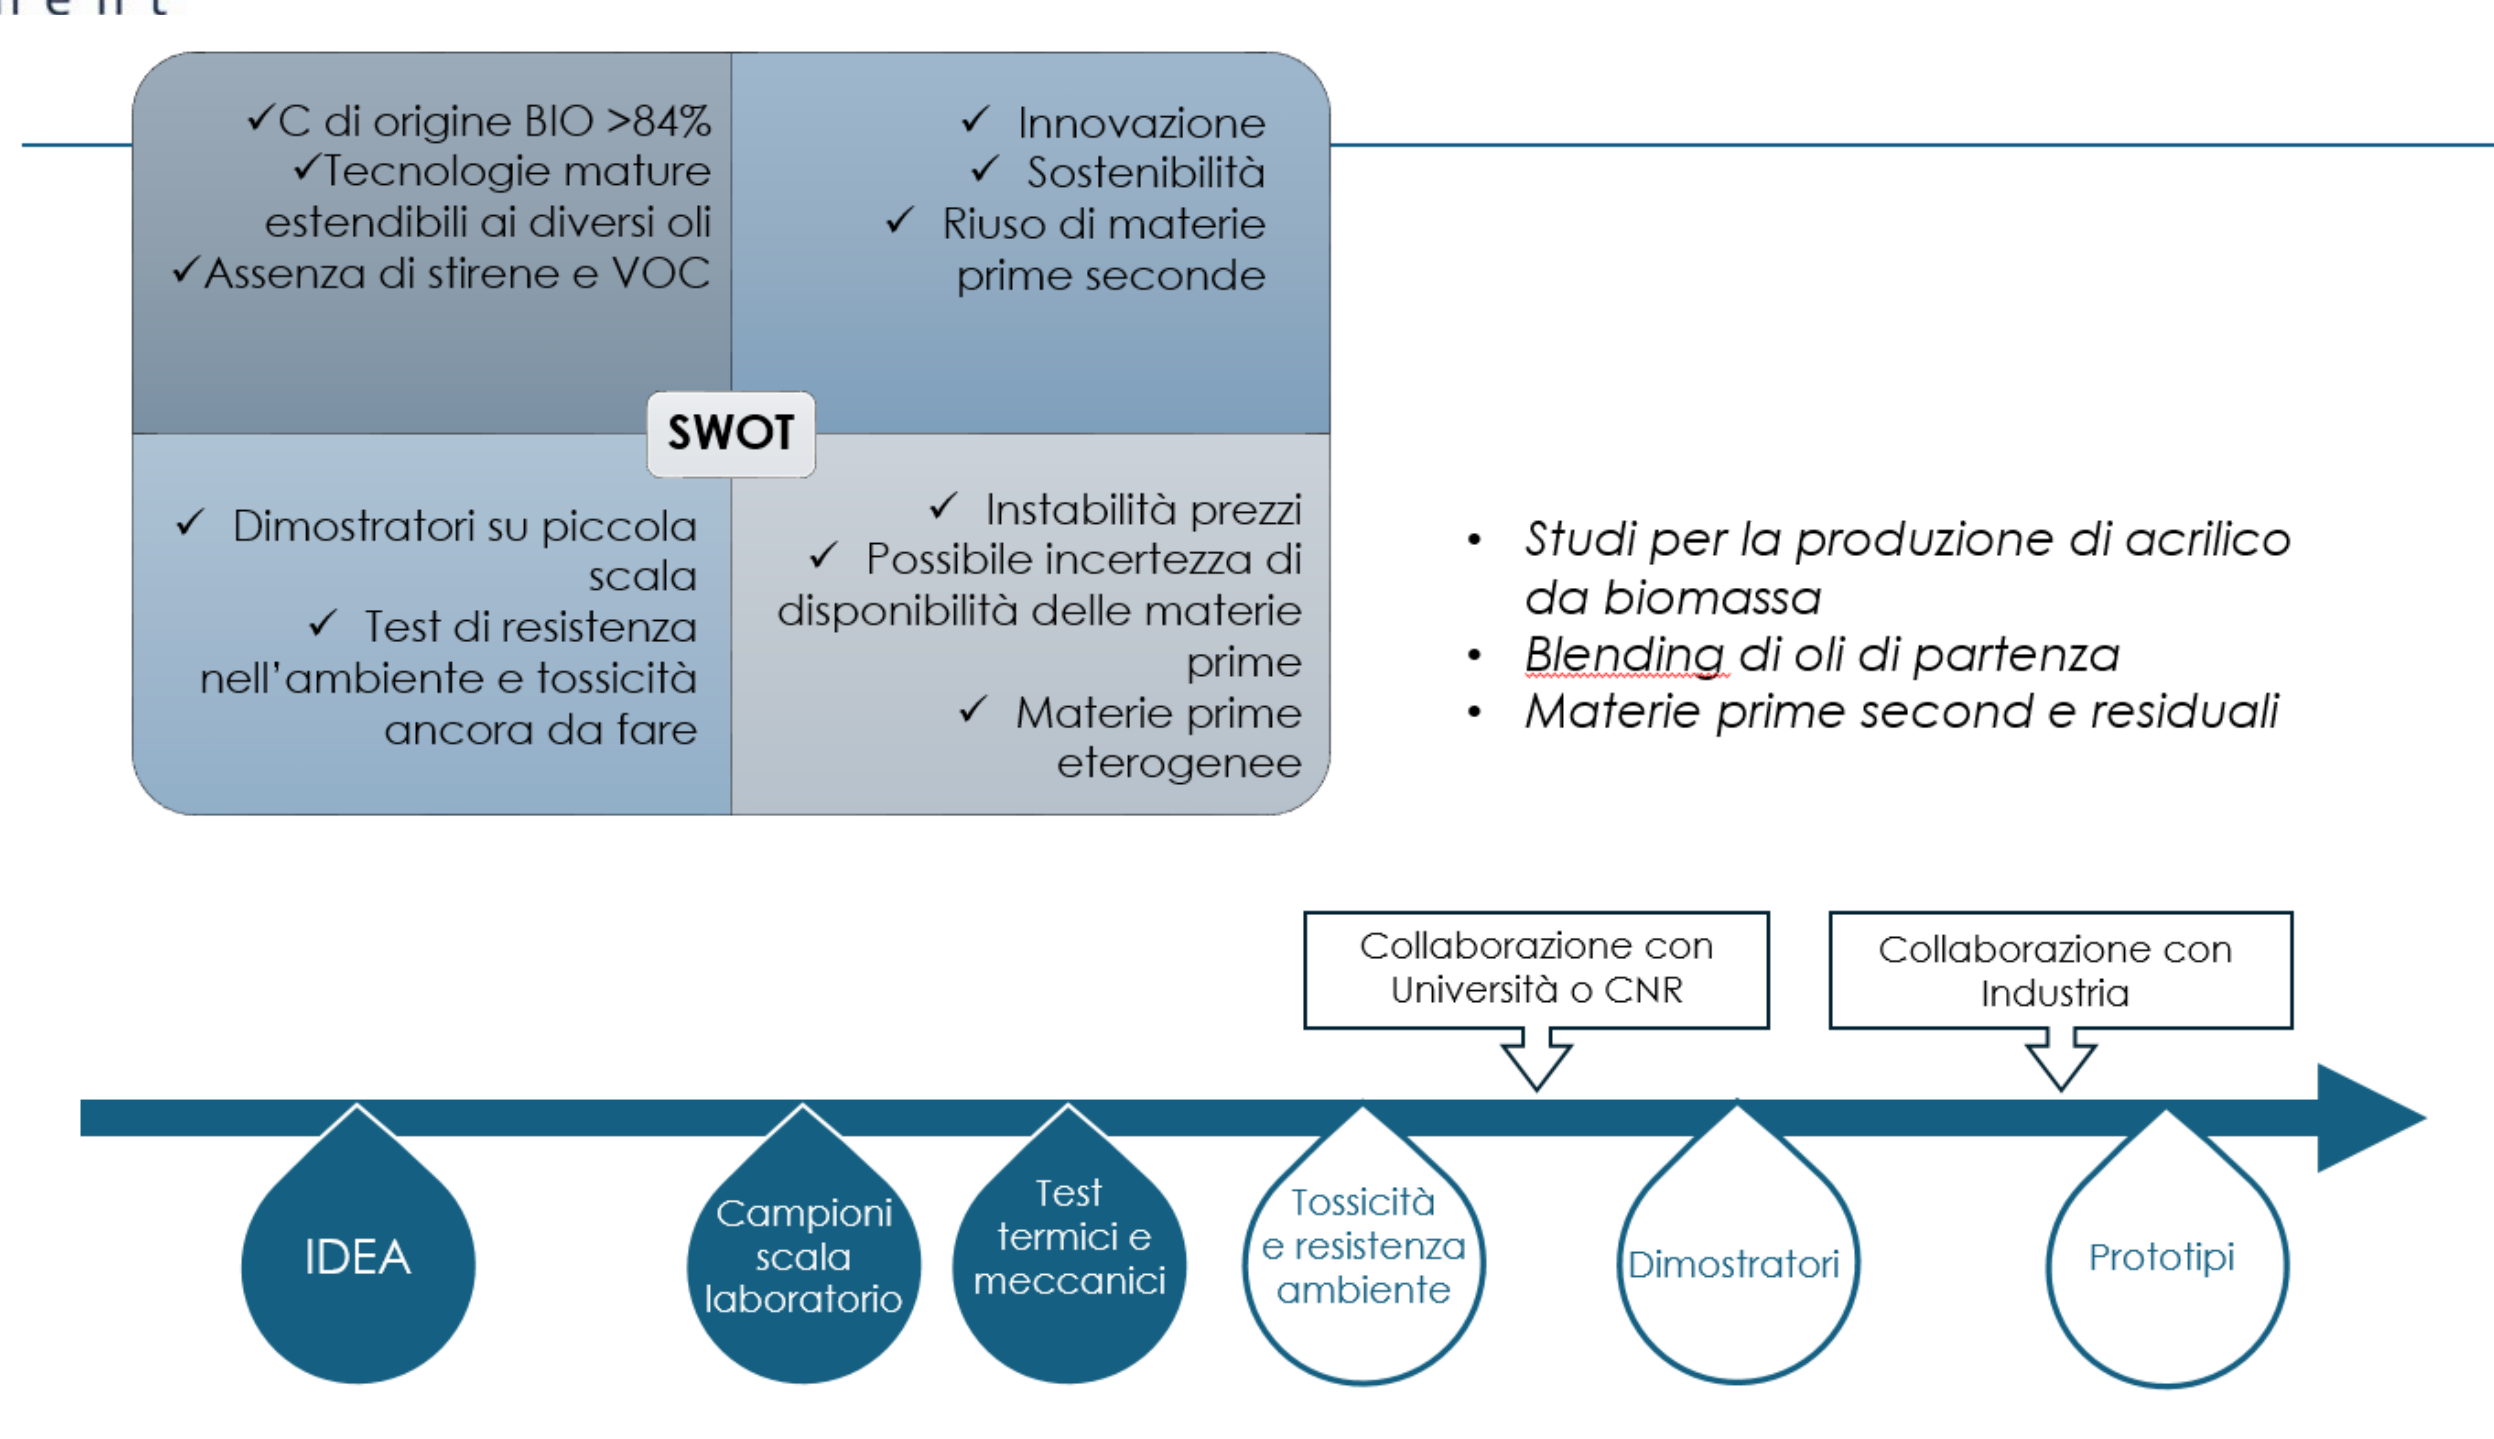 ✓C di origine BIO >84%
✓Tecnologie mature
estendibili ai diversi oli
✓Assenza di stirene e VOC
✓ Innovazione
✓ Sostenibilità
✓ Riuso di materie
prime seconde
SWOT
✓ Dimostratori su piccola
scala
✓ Test di resistenza
nell'ambiente e tossicità
ancora da fare
✓ Instabilità prezzi
✓ Possibile incertezza di
disponibilità delle materie
prime
✓ Materie prime
eterogenee
• Studi per la produzione di acrilico
da biomassa
• Blending di oli di partenza
• Materie prime second e residuali
Collaborazione con
Università o CNR
Collaborazione con
Industria
IDEA
Campioni
scala
laboratorio
Test
termici e
meccanici
Tossicità
e resistenza
ambiente
Dimostratori
Prototipi